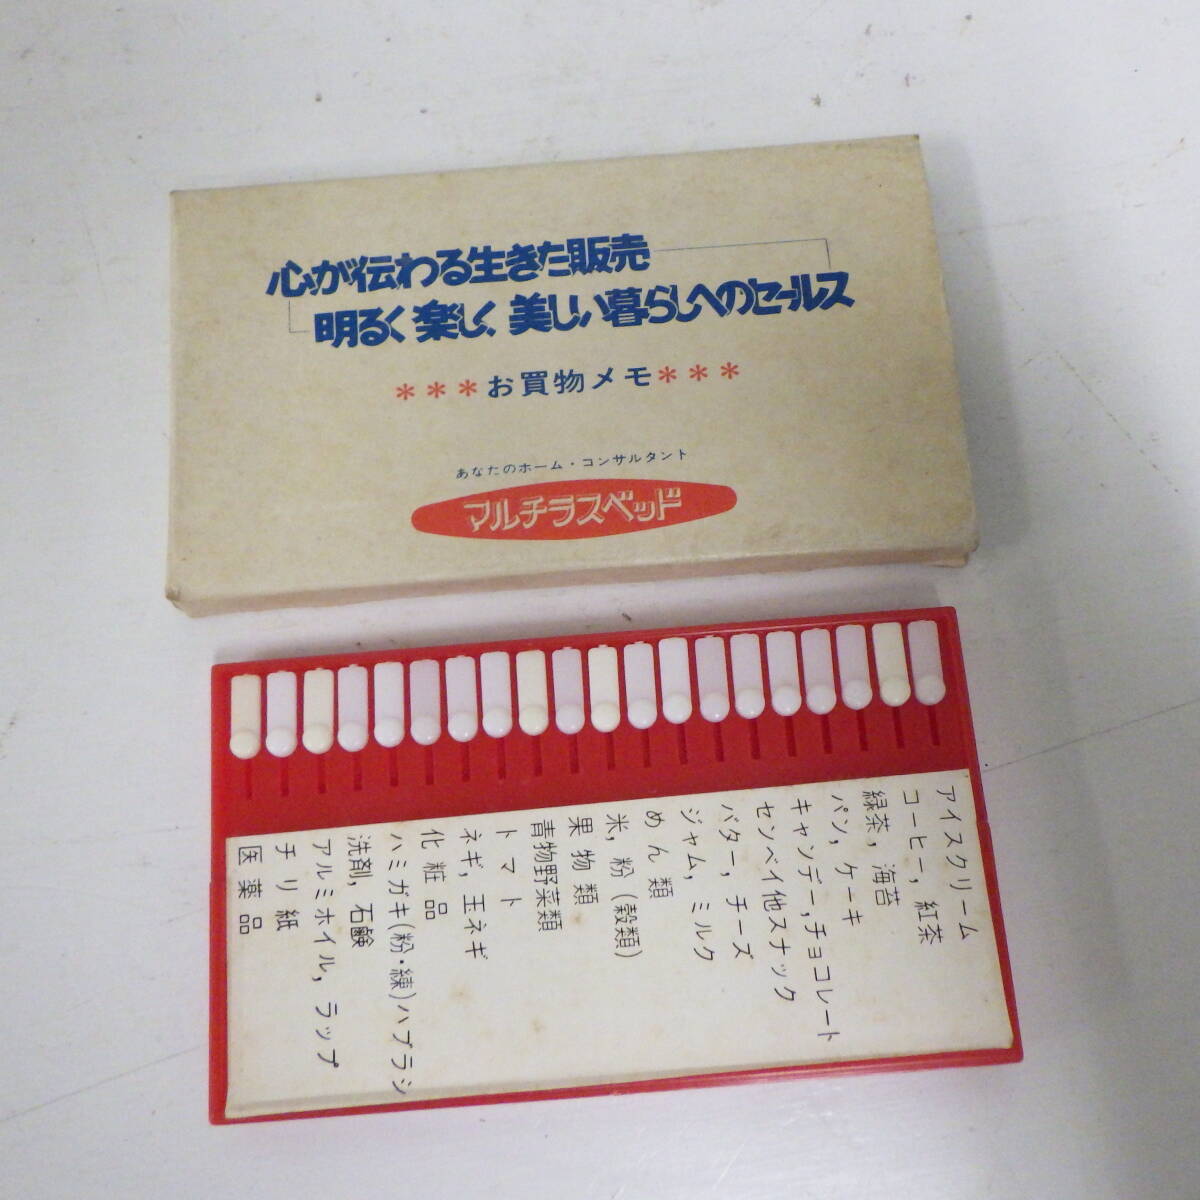 心が伝わる生きた販売
明るく楽しく、美しい暮らしへのセールス
＊＊＊お買物メモ＊＊＊
あなたのホーム・コンサルタント
マルチラスベッド
アイスクリーム
コーヒー，紅茶
緑茶，海苔
パン，ケーキ
キャンデー，チョコレート
センベイ他スナック
バター，チーズ
ジャム，ミルク
めん類
米，粉（穀類）
果物類
青物野菜類
トマト
ネギ，玉ネギ
化粧品
ハミガキ(粉・練)ハブラシ
洗剤，石鹸
アルミホイル，ラップ
チリ紙
医薬品